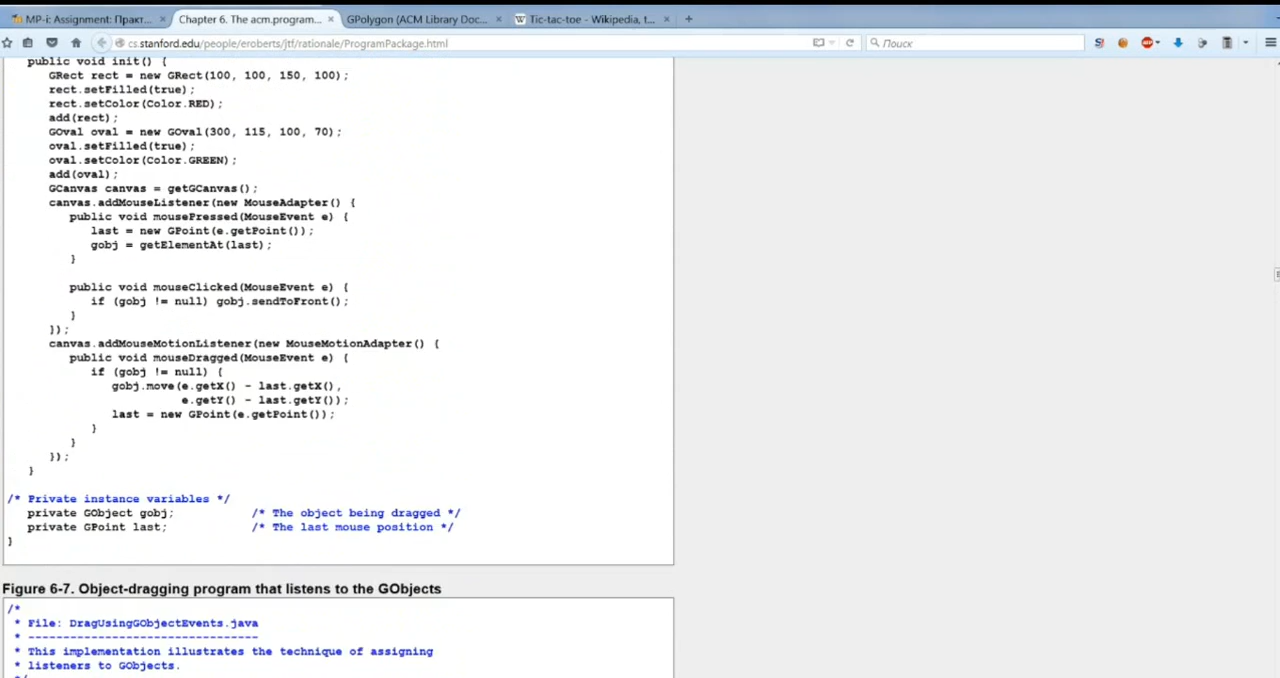 MP-i: Assignment: Практ...
Chapter 6. The acm.program...
GPolygon (ACM Library Doc...
W Tic-tac-toe - Wikipedia, t...
cs.stanford.edu/people/eroberts/jtf/rationale/ProgramPackage.html
Поиск
public void init() {
GRect rect = new GRect(100, 100, 150, 100);
rect.setFilled(true);
rect.setColor(Color.RED);
add(rect);
GOval oval = new GOval(300, 115, 100, 70);
oval.setFilled(true);
oval.setColor(Color.GREEN);
add(oval);
GCanvas canvas = getGCanvas();
canvas.addMouseListener(new MouseAdapter() {
public void mousePressed(MouseEvent e) {
last = new GPoint(e.getPoint());
gobj = getElementAt(last);
}
public void mouseClicked(MouseEvent e) {
if (gobj != null) gobj.sendToFront();
}
});
canvas.addMouseMotionListener(new MouseMotionAdapter() {
public void mouseDragged(MouseEvent e) {
if (gobj != null) {
gobj.move(e.getX() - last.getX(),
e.getY() - last.getY());
last = new GPoint(e.getPoint());
}
}
});
}
/* Private instance variables */
private GObject gobj; /* The object being dragged */
private GPoint last; /* The last mouse position */
}
Figure 6-7. Object-dragging program that listens to the GObjects
/*
* File: DragUsingGObjectEvents.java
* ---------------------------------
* This implementation illustrates the technique of assigning
* listeners to GObjects.